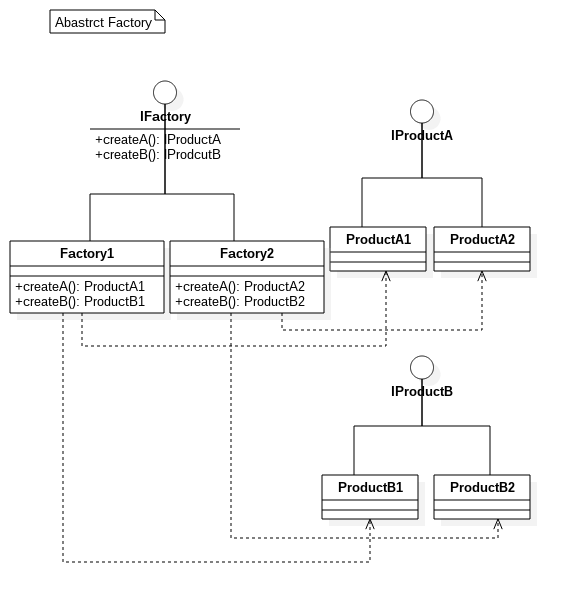 Abastrct Factory
IFactory
+createA(): IProductA
+createB(): IProdcutB
IProductA
Factory1
+createA(): ProductA1
+createB(): ProductB1
Factory2
+createA(): ProductA2
+createB(): ProductB2
ProductA1
ProductA2
IProductB
ProductB1
ProductB2